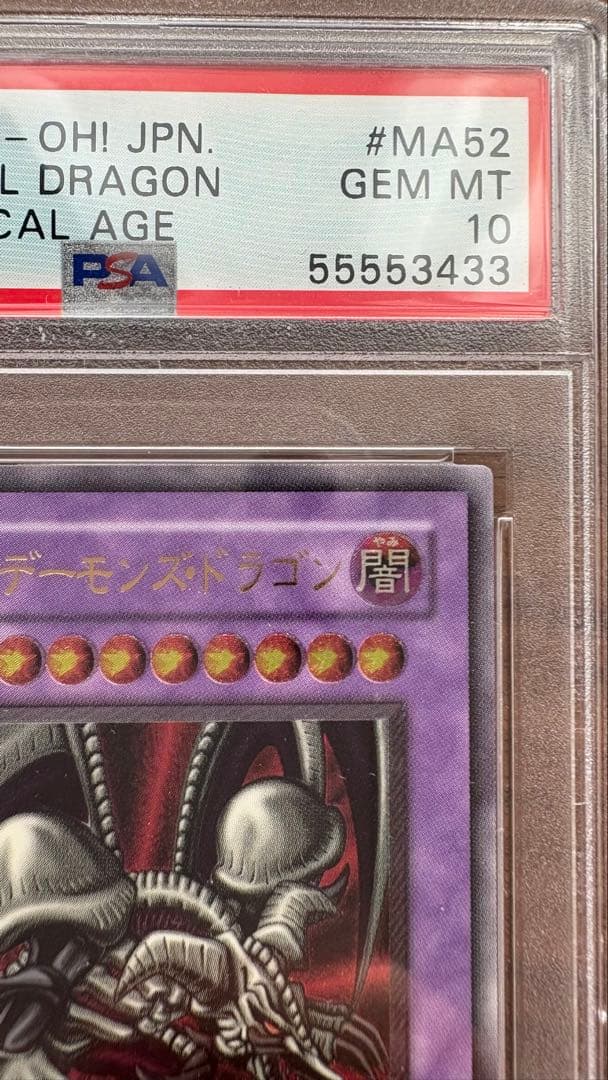 -OH! JPN. #MA52
L DRAGON GEM MT
CAL AGE 10
PSA 55553433
デーモンズ・ドラゴン
やみ
闇